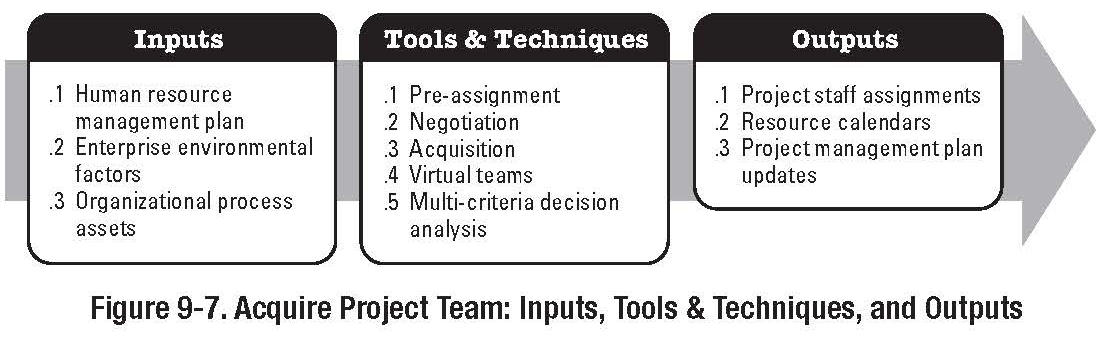 Inputs
.1 Human resource
management plan
.2 Enterprise environmental
factors
.3 Organizational process
assets
Tools & Techniques
.1 Pre-assignment
.2 Negotiation
.3 Acquisition
.4 Virtual teams
.5 Multi-criteria decision
analysis
Outputs
.1 Project staff assignments
.2 Resource calendars
.3 Project management plan
updates
Figure 9-7. Acquire Project Team: Inputs, Tools & Techniques, and Outputs